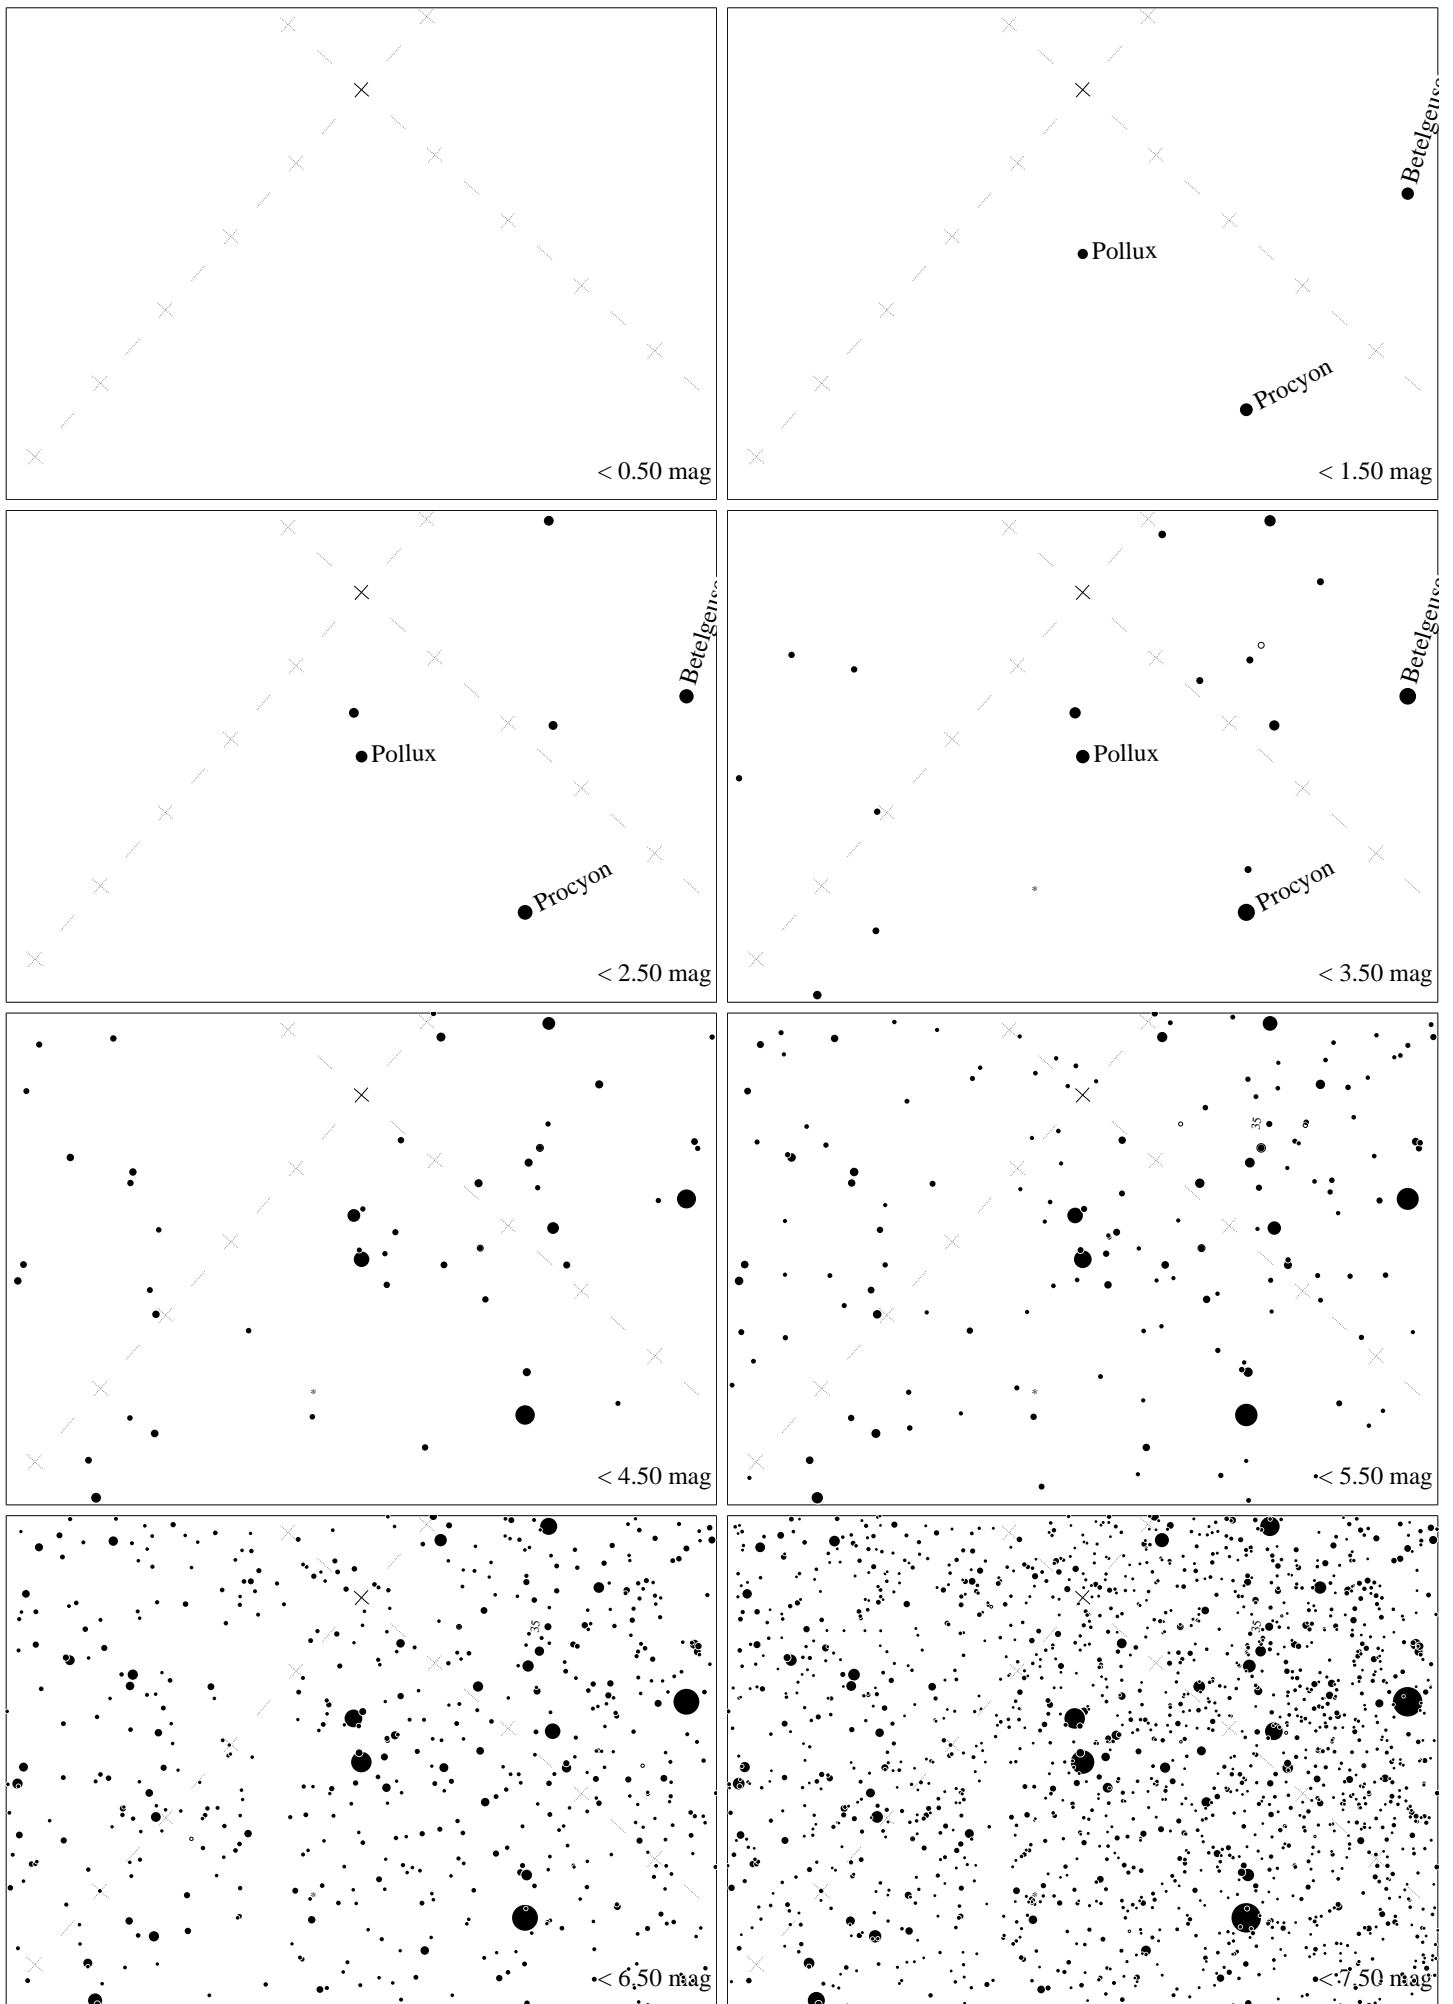 Betelgeuse
Pollux
Procyon
< 0.50 mag
< 1.50 mag
Betelgeuse
Pollux
Procyon
< 2.50 mag
Betelgeuse
Pollux
Procyon
< 3.50 mag
35
< 4.50 mag
< 5.50 mag
35
35
< 6.50 mag
< 7.50 mag